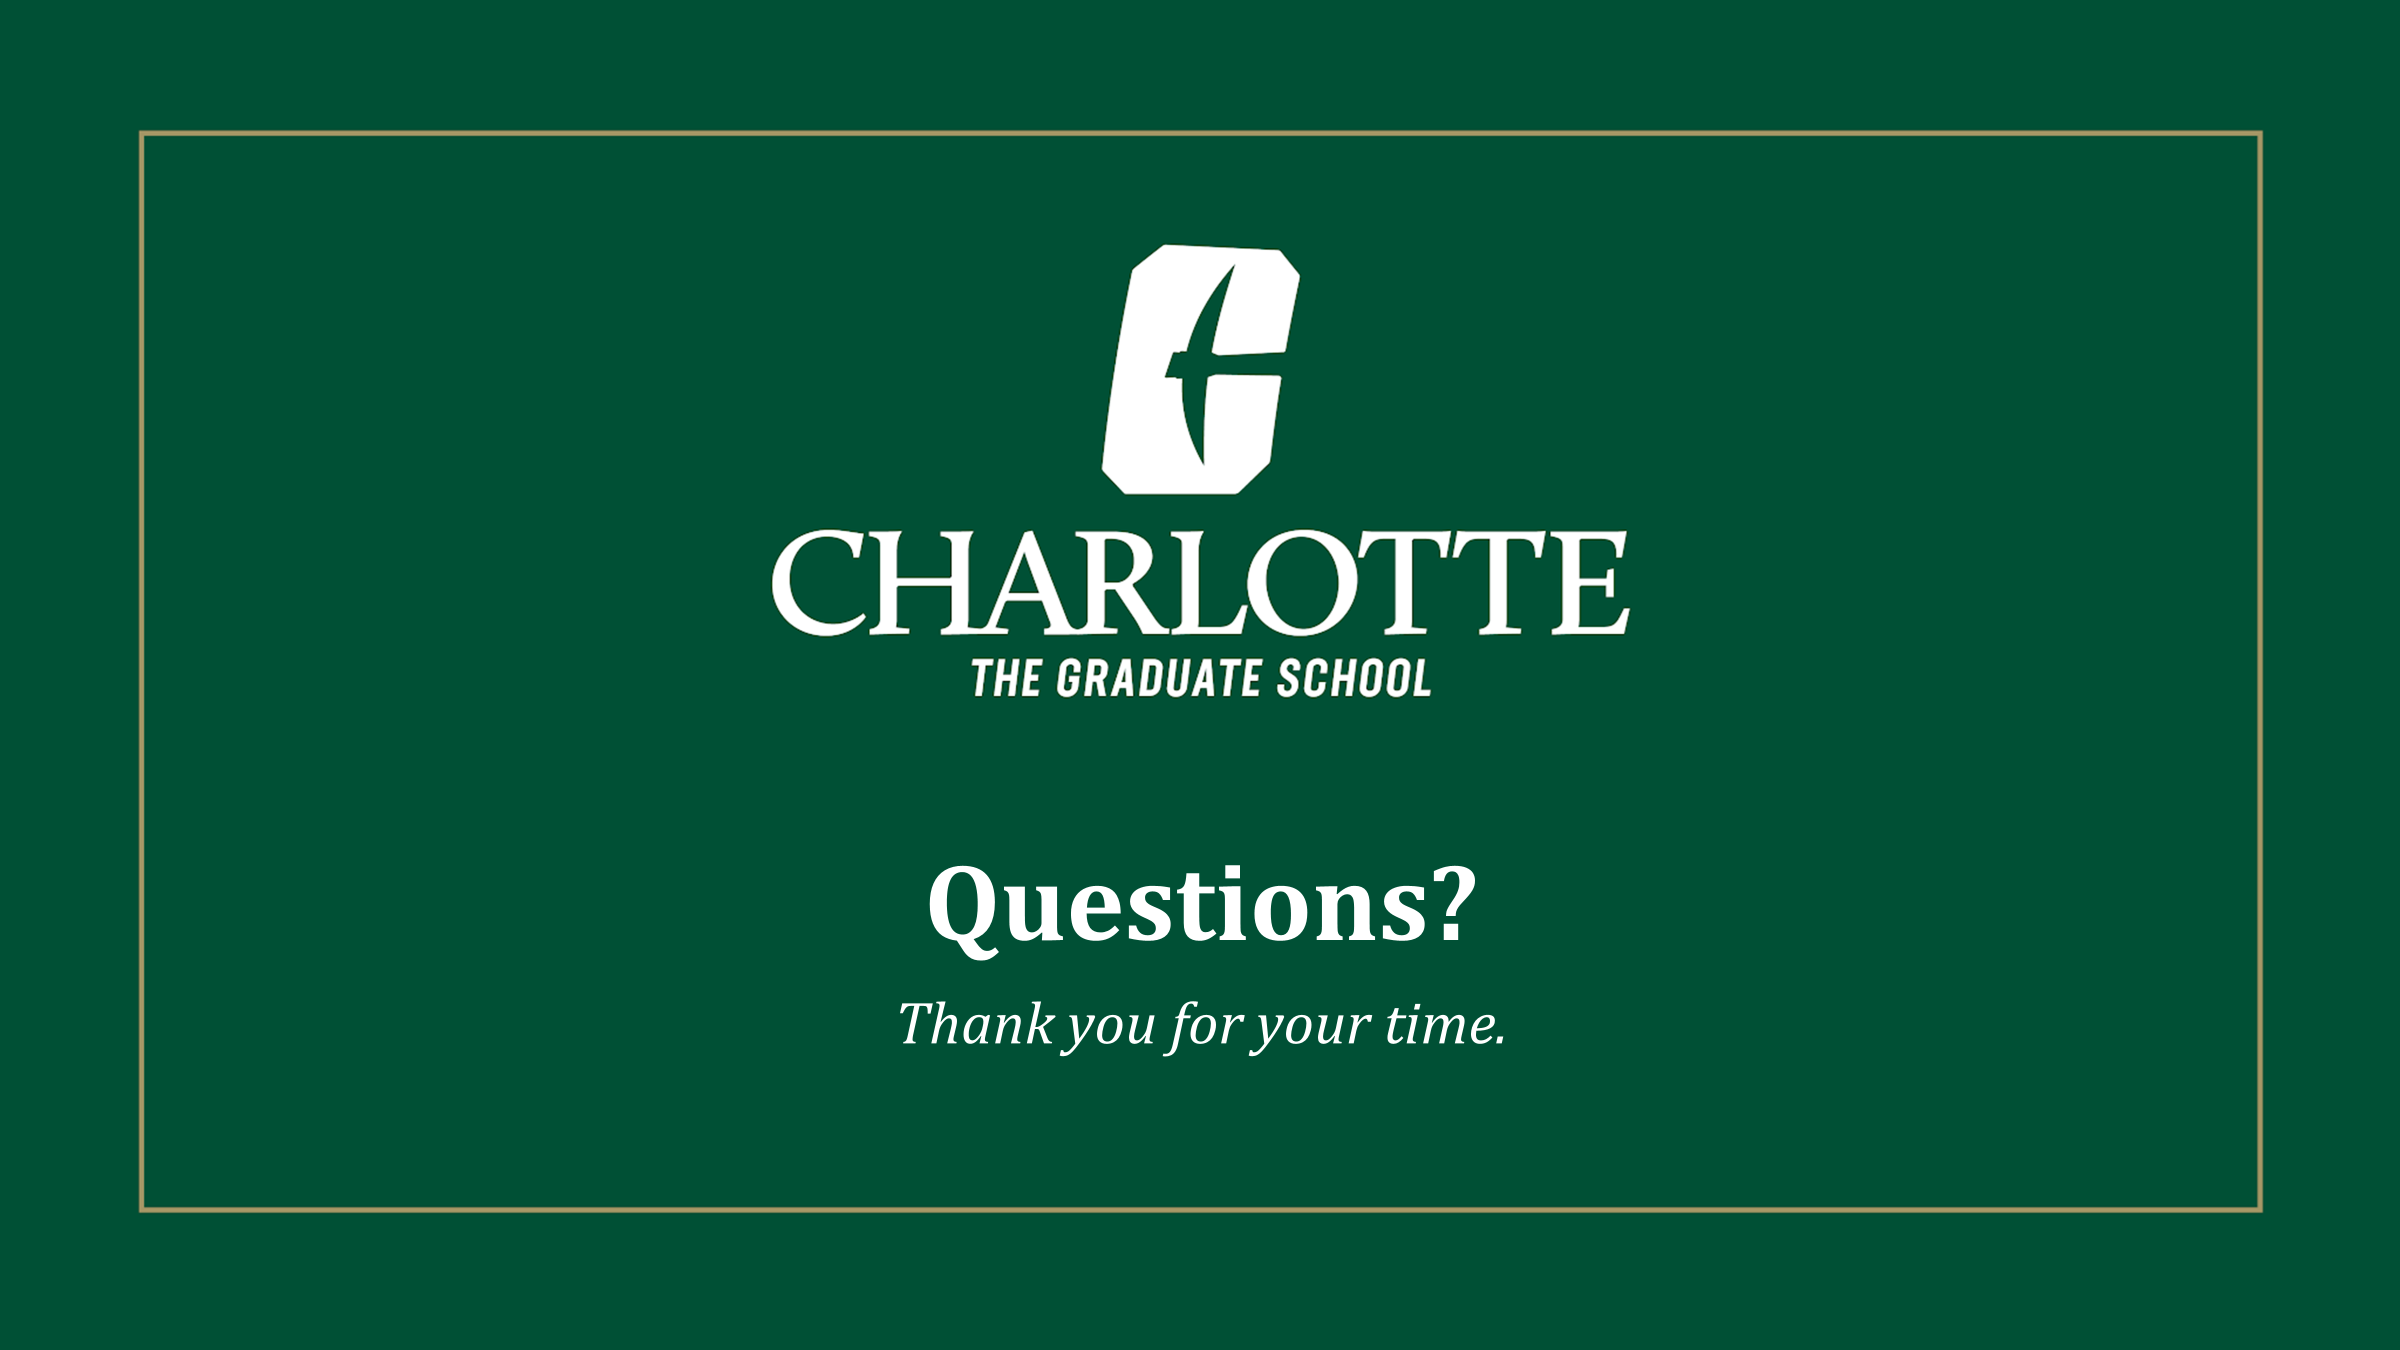 CHARLOTTE
THE GRADUATE SCHOOL
Questions?
Thank you for your time.